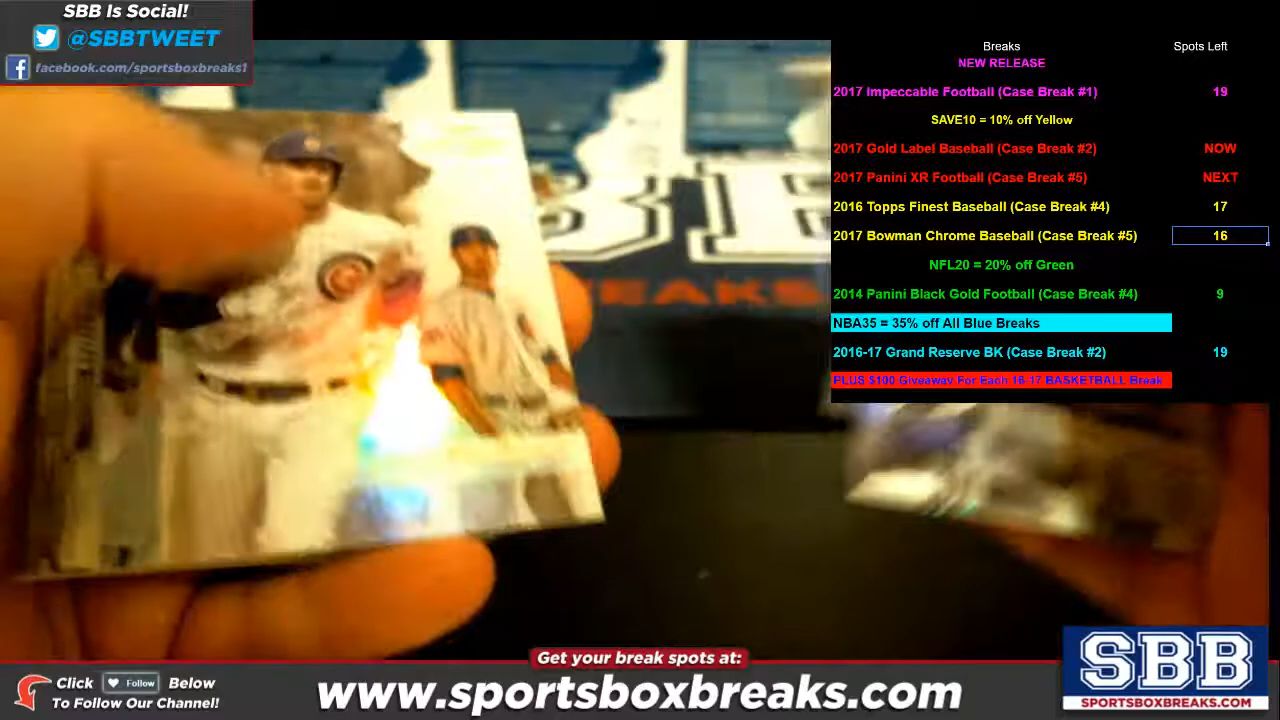 SBB Is Social!
@SBBTWEET
facebook.com/sportsboxbreaks1
Breaks Spots Left
NEW RELEASE
2017 Impeccable Football (Case Break #1) 19
SAVE10 = 10% off Yellow
2017 Gold Label Baseball (Case Break #2) NOW
2017 Panini XR Football (Case Break #5) NEXT
2016 Topps Finest Baseball (Case Break #4) 17
2017 Bowman Chrome Baseball (Case Break #5) 16
NFL20 = 20% off Green
2014 Panini Black Gold Football (Case Break #4) 9
NBA35 = 35% off All Blue Breaks
2016-17 Grand Reserve BK (Case Break #2) 19
PLUS $100 Giveaway For Each 16-17 BASKETBALL Break
Get your break spots at:
Click Follow Below
To Follow Our Channel!
www.sportsboxbreaks.com
SBB
SPORTSBOXBREAKS.COM